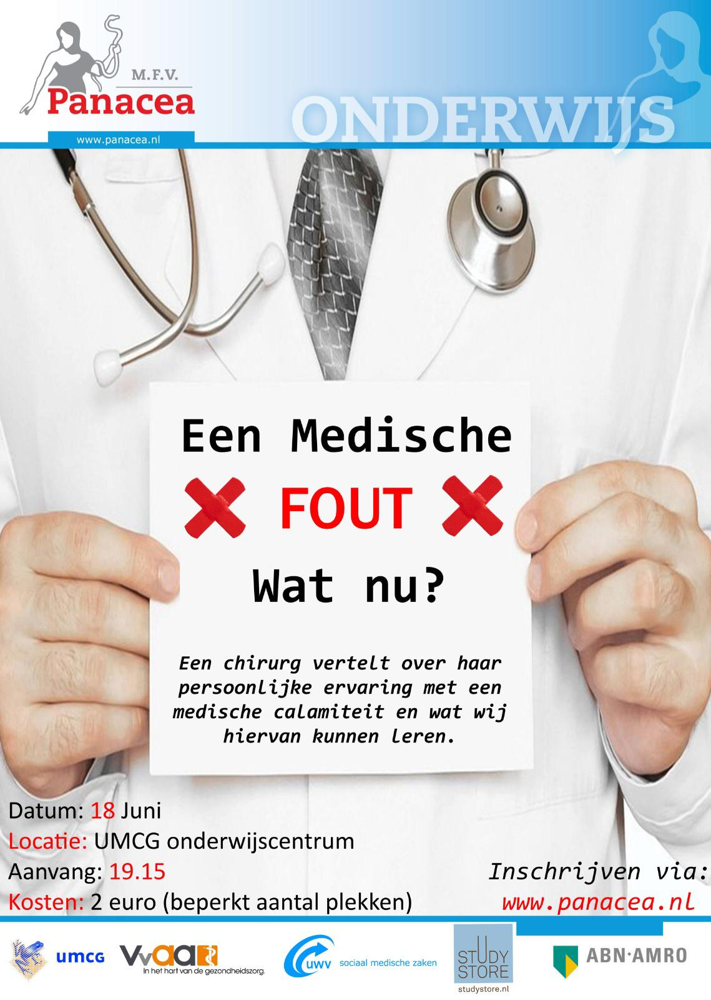 M.F.V.
Panacea
www.panacea.nl
ONDERWIJS
Een Medische
FOUT
Wat nu?
Een chirurg vertelt over haar
persoonlijke ervaring met een
medische calamiteit en wat wij
hiervan kunnen leren.
Datum: 18 Juni
Locatie: UMCG onderwijscentrum
Aanvang: 19.15
Kosten: 2 euro (beperkt aantal plekken)
Inschrijven via:
www.panacea.nl
umcg
VvAA
In het hart van de gezondheidszorg.
uwv sociaal medische zaken
STUDY
STORE
studystore.nl
ABN·AMRO